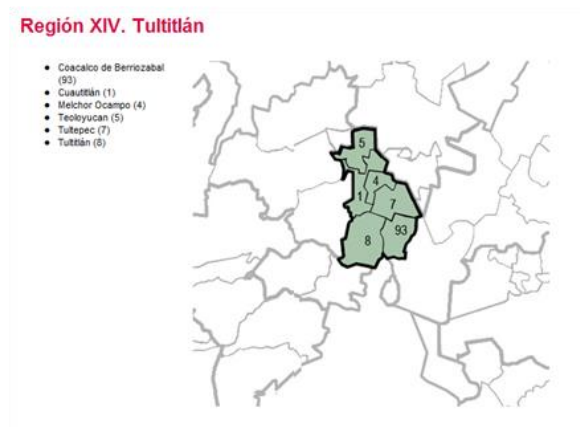 Región XIV. Tultitlán
• Coacalco de Berriozabal
(93)
• Cuautitlán (1)
• Melchor Ocampo (4)
• Teoloyucan (5)
• Tultepec (7)
• Tultitlán (8)
5
4
1
7
93
8